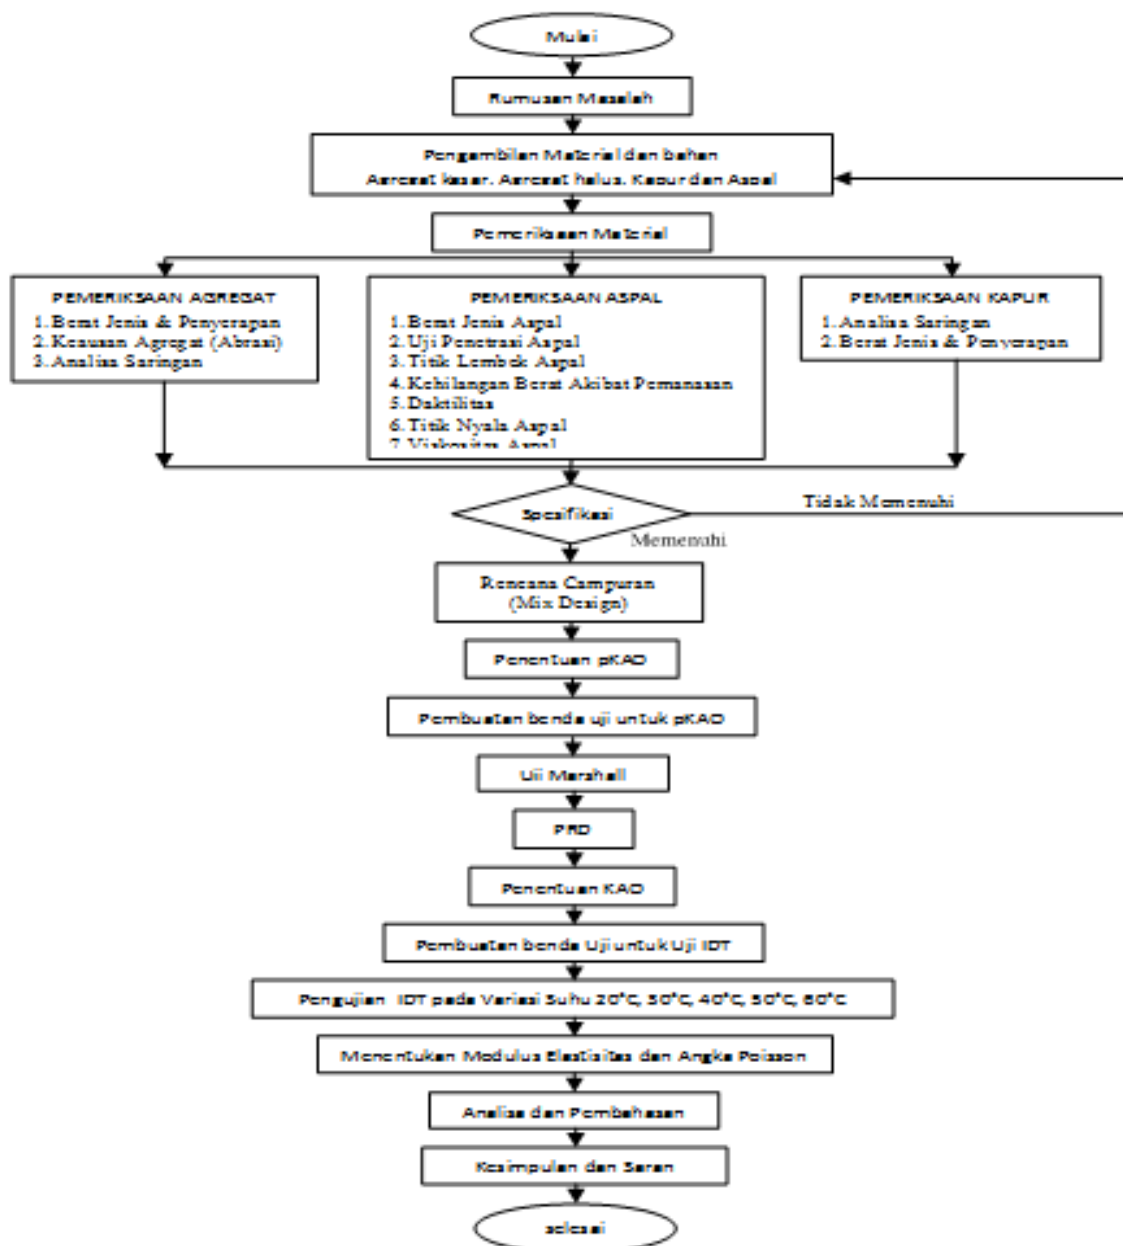 Mulai
Rumusan Masalah
Pengambilan Material dan bahan
Agregat kasar, Agregat halus, Kapur dan Aspal
Pemeriksaan Material
PEMERIKSAAN AGREGAT
1. Berat Jenis & Penyerapan
2. Keausan Agregat (Abrasi)
3. Analisa Saringan
PEMERIKSAAN ASPAL
1. Berat Jenis Aspal
2. Uji Penetrasi Aspal
3. Titik Lembek Aspal
4. Kehilangan Berat Akibat Pemanasan
5. Daktilitas
6. Titik Nyala Aspal
7. Viskositas Aspal
PEMERIKSAAN KAPUR
1. Analisa Saringan
2. Berat Jenis & Penyerapan
Spesifikasi
Tidak Memenuhi
Memenuhi
Rencana Campuran
(Mix Design)
Penentuan pKAO
Pembuatan benda uji untuk pKAO
Uji Marshall
PRD
Penentuan KAO
Pembuatan benda Uji untuk Uji IDT
Pengujian IDT pada Variasi Suhu 20°C, 30°C, 40°C, 50°C, 60°C
Menentukan Modulus Elastisitas dan Angka Poisson
Analisa dan Pembahasan
Kesimpulan dan Saran
selesai